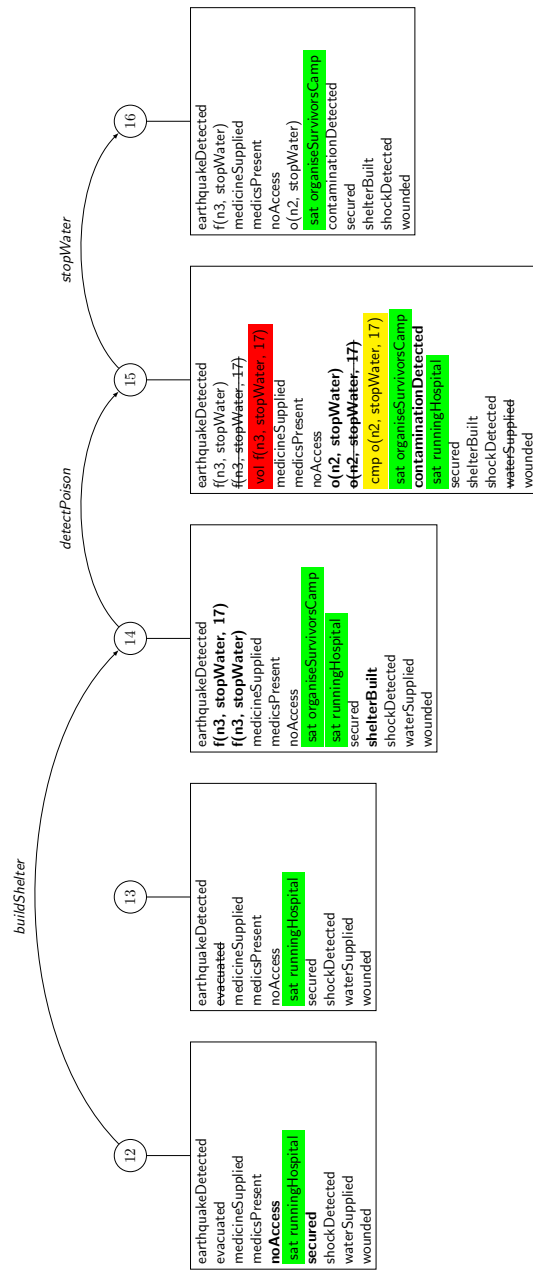 buildShelter
detectPoison
stopWater
12
13
14
15
16
earthquakeDetected
evacuated
medicineSupplied
medicsPresent
noAccess
sat runningHospital
secured
shockDetected
waterSupplied
wounded
earthquakeDetected
evacuated
medicineSupplied
medicsPresent
noAccess
sat runningHospital
secured
shockDetected
waterSupplied
wounded
earthquakeDetected
f(n3, stopWater, 17)
f(n3, stopWater)
medicineSupplied
medicsPresent
noAccess
sat organiseSurvivorsCamp
sat runningHospital
secured
shelterBuilt
shockDetected
waterSupplied
wounded
earthquakeDetected
f(n3, stopWater)
f(n3, stopWater, 17)
vol f(n3, stopWater, 17)
medicineSupplied
medicsPresent
noAccess
o(n2, stopWater)
o(n2, stopWater, 17)
cmp o(n2, stopWater, 17)
sat organiseSurvivorsCamp
contaminationDetected
sat runningHospital
secured
shelterBuilt
shockDetected
waterSupplied
wounded
earthquakeDetected
f(n3, stopWater)
medicineSupplied
medicsPresent
noAccess
o(n2, stopWater)
sat organiseSurvivorsCamp
contaminationDetected
secured
shelterBuilt
shockDetected
wounded